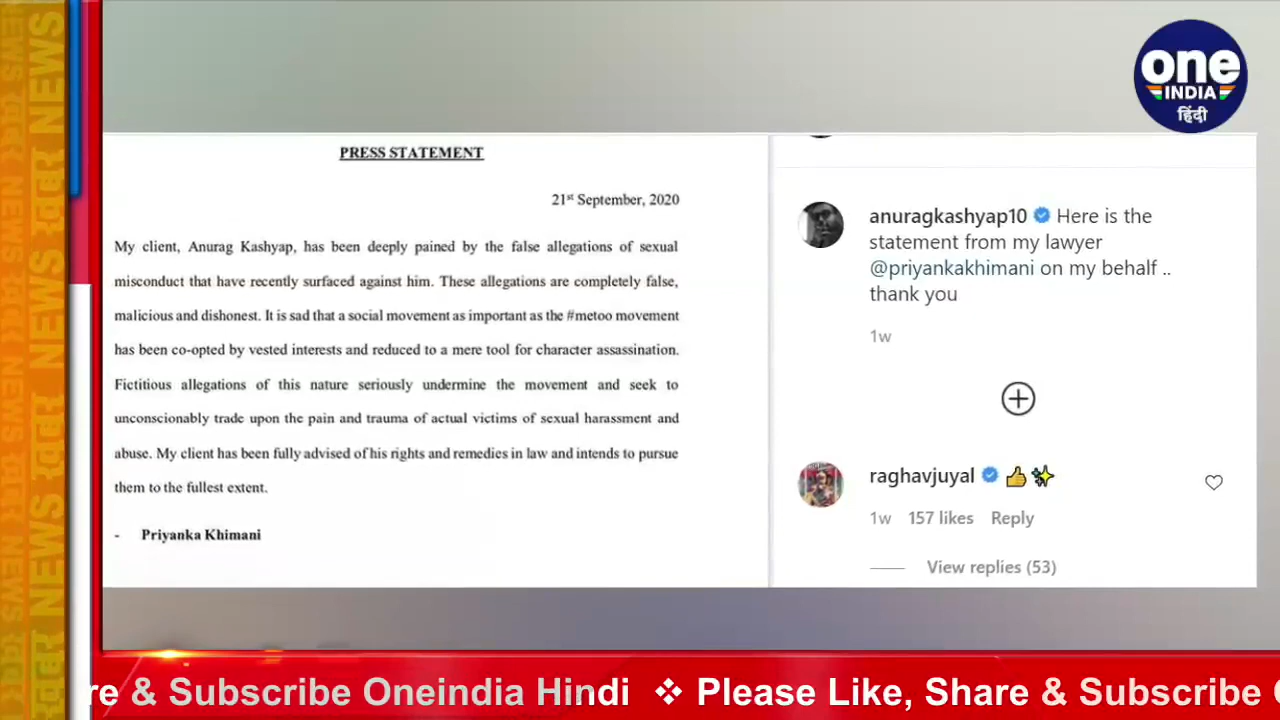 one
INDIA
हिंदी
NEWS खबर NEWS खबर NEWS
PRESS STATEMENT
21st September, 2020
My client, Anurag Kashyap, has been deeply pained by the false allegations of sexual
misconduct that have recently surfaced against him. These allegations are completely false,
malicious and dishonest. It is sad that a social movement as important as the #metoo movement
has been co-opted by vested interests and reduced to a mere tool for character assassination.
Fictitious allegations of this nature seriously undermine the movement and seek to
unconscionably trade upon the pain and trauma of actual victims of sexual harassment and
abuse. My client has been fully advised of his rights and remedies in law and intends to pursue
them to the fullest extent.
- Priyanka Khimani
anuragkashyap10 Here is the
statement from my lawyer
@priyankakhimani on my behalf ..
thank you
1w
raghavjuyal 👍✨
1w 157 likes Reply
View replies (53)
re & Subscribe Oneindia Hindi ❖ Please Like, Share & Subscribe